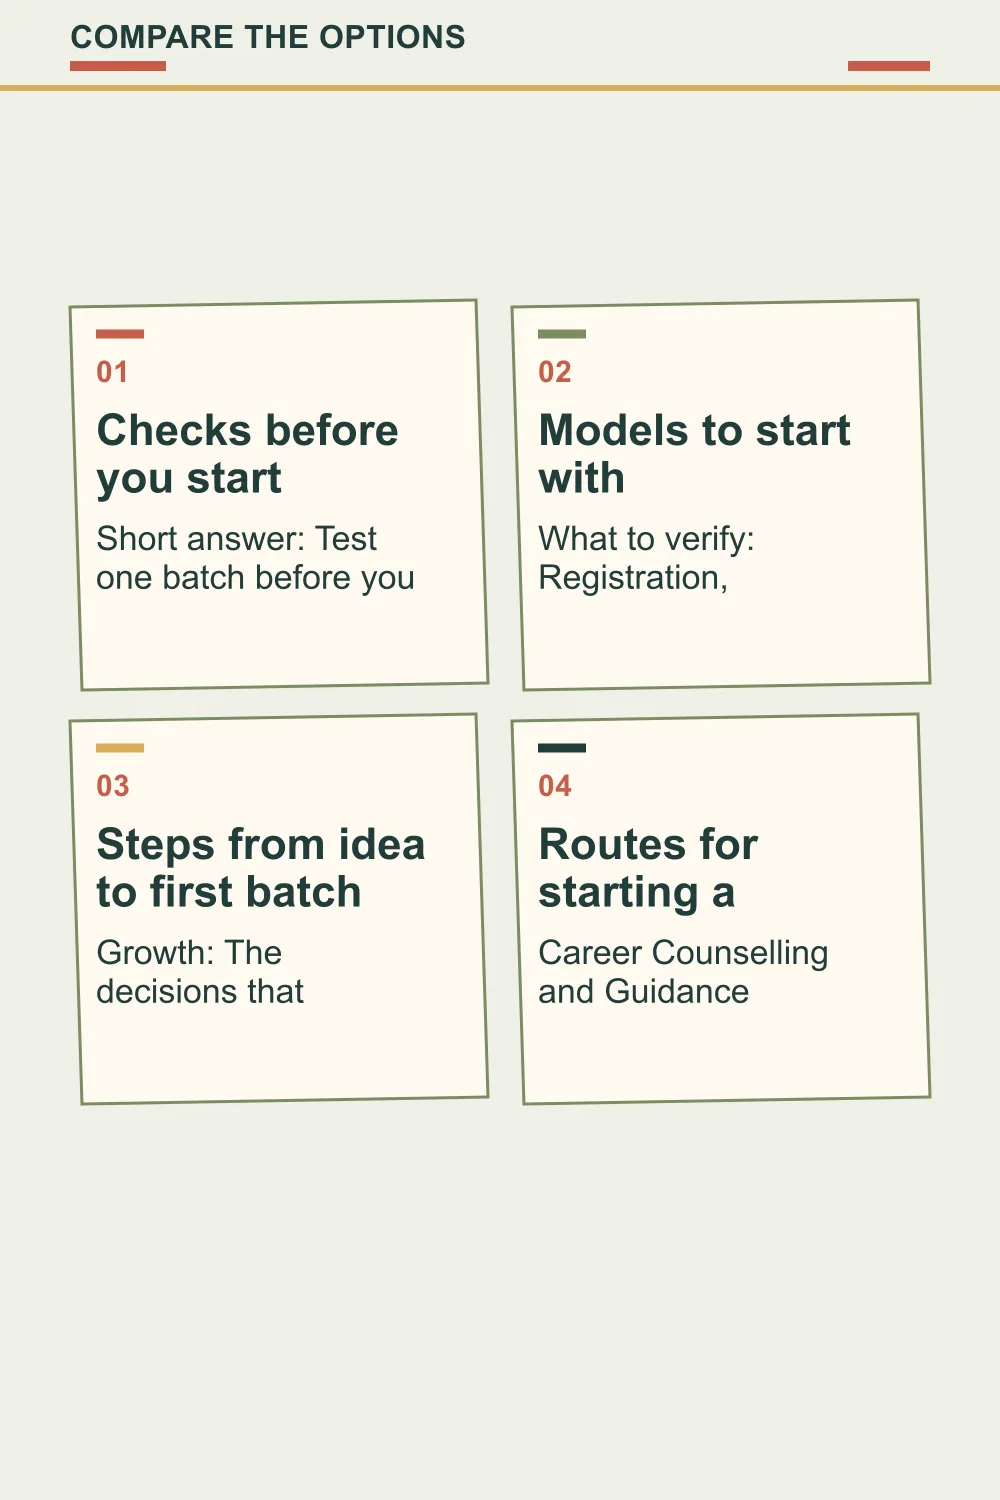 COMPARE THE OPTIONS
01
Checks before
you start
Short answer: Test
one batch before you
02
Models to start
with
What to verify:
Registration,
03
Steps from idea
to first batch
Growth: The
decisions that
04
Routes for
starting a
Career Counselling
and Guidance